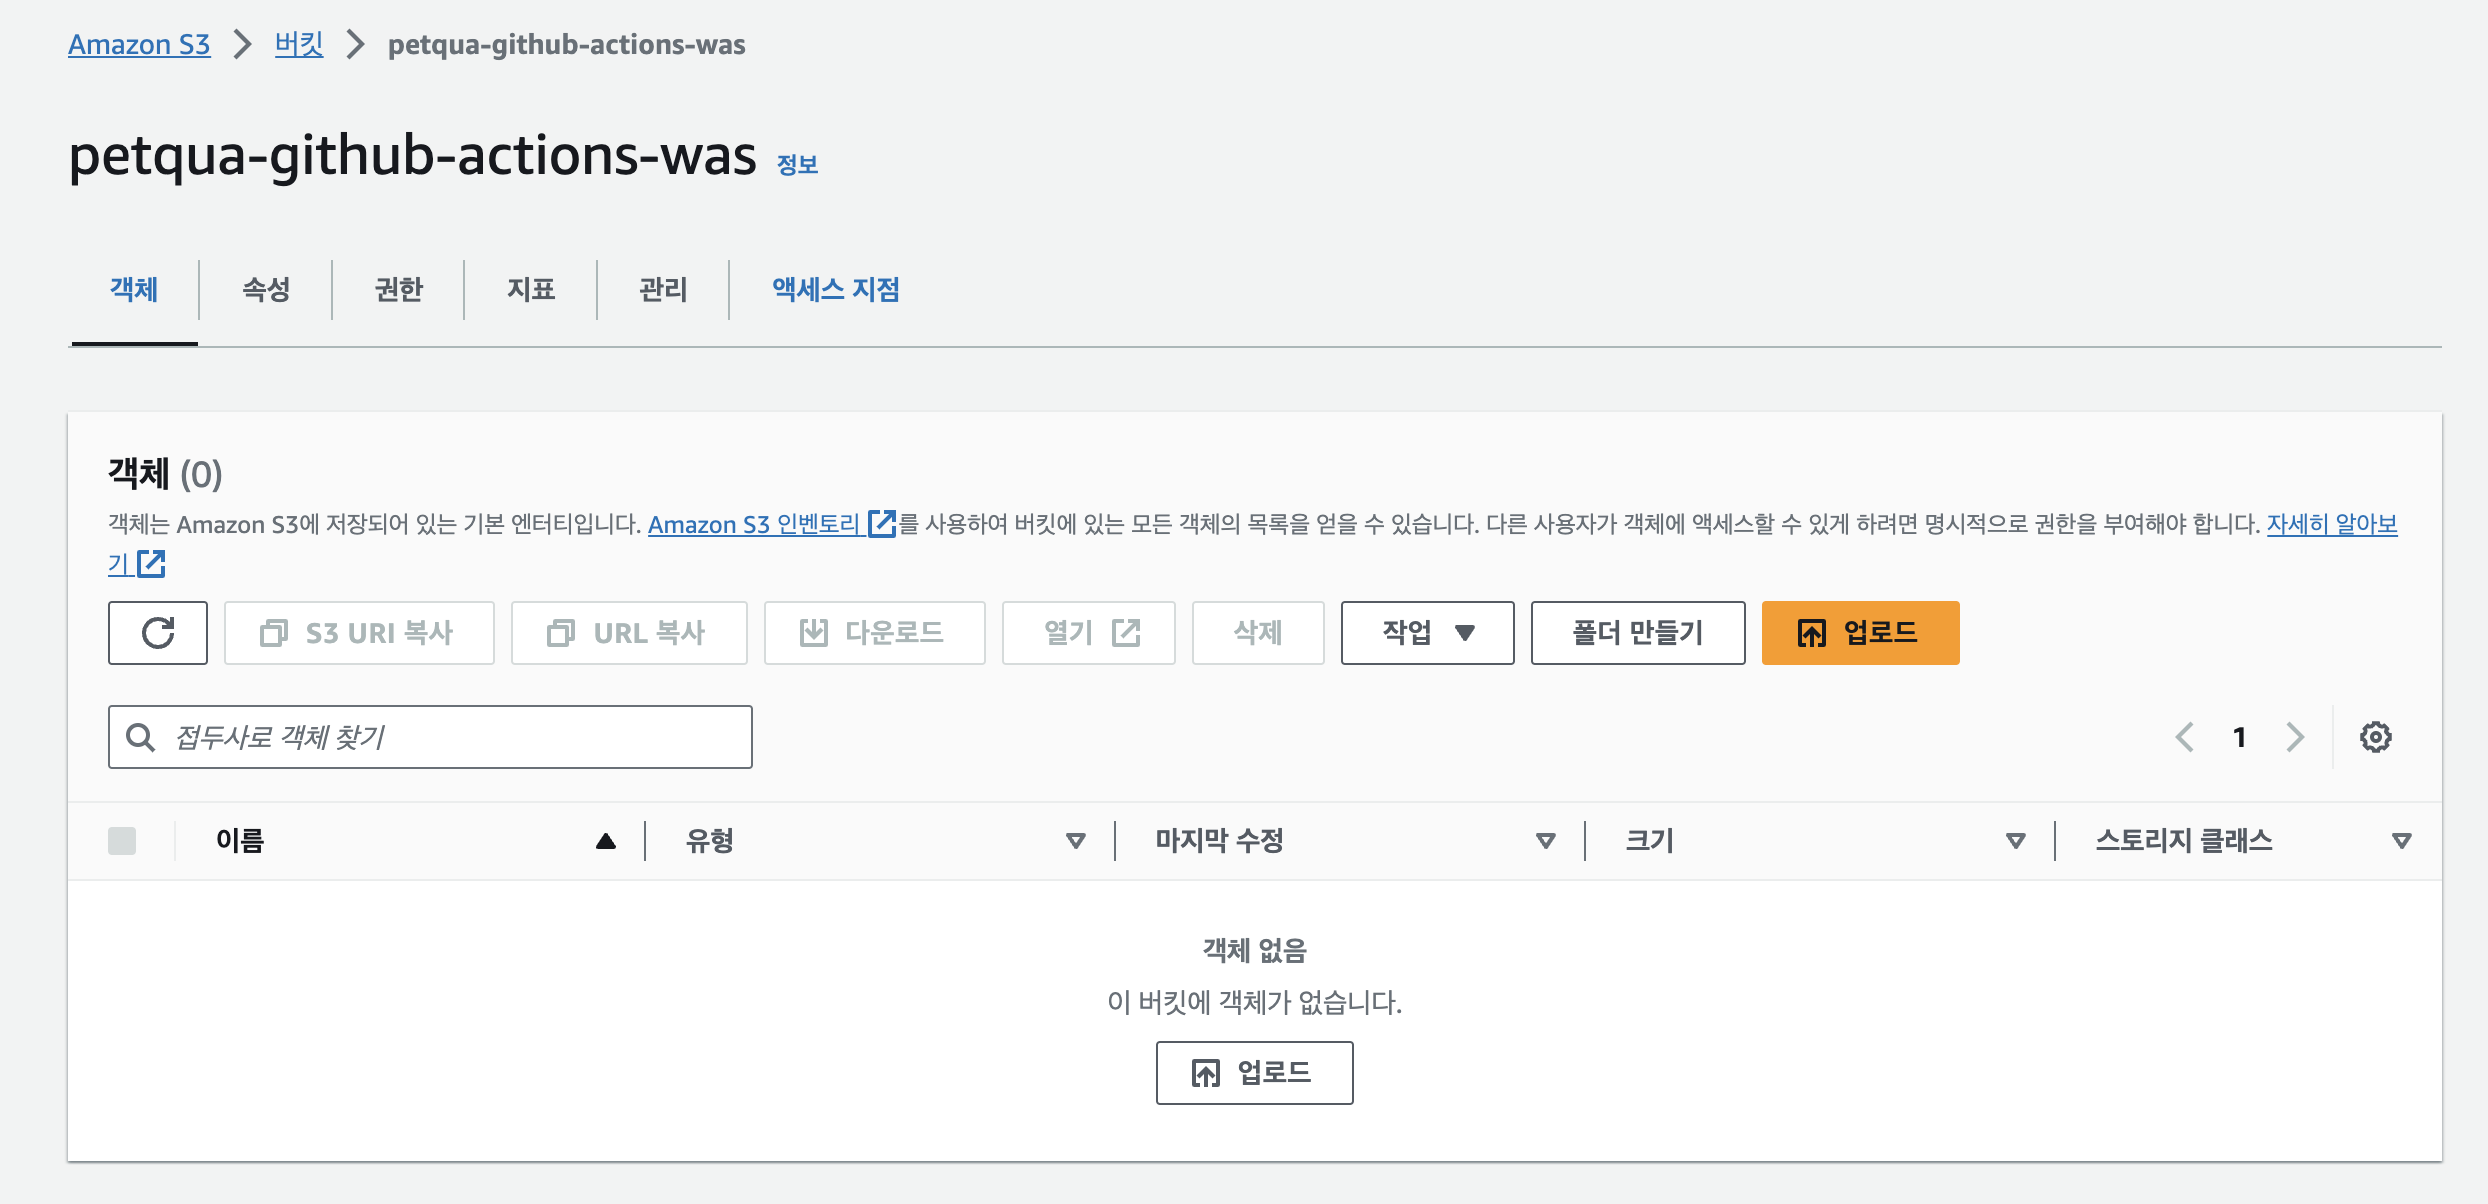 Amazon S3 > 버킷 > petqua-github-actions-was
petqua-github-actions-was 정보
객체 속성 권한 지표 관리 액세스 지점
객체 (0)
객체는 Amazon S3에 저장되어 있는 기본 엔터티입니다. Amazon S3 인벤토리 를 사용하여 버킷에 있는 모든 객체의 목록을 얻을 수 있습니다. 다른 사용자가 객체에 액세스할 수 있게 하려면 명시적으로 권한을 부여해야 합니다. 자세히 알아보
기
S3 URI 복사 URL 복사 다운로드 열기 삭제 작업 폴더 만들기 업로드
접두사로 객체 찾기 1
이름 유형 마지막 수정 크기 스토리지 클래스
객체 없음
이 버킷에 객체가 없습니다.
업로드